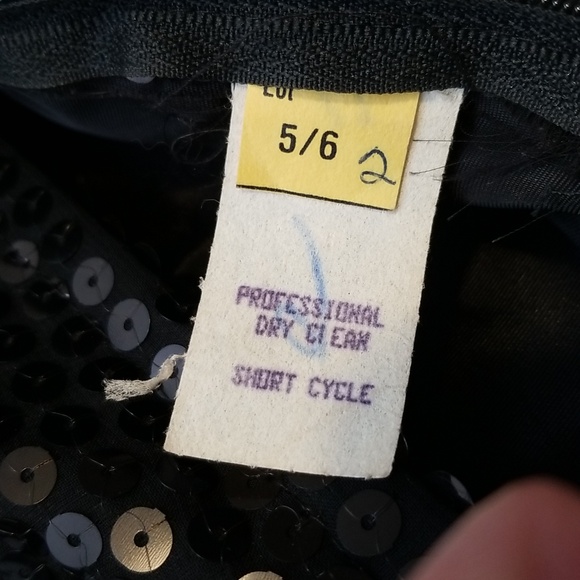 5/6 2
PROFESSIONAL
DRY CLEAN
SHORT CYCLE